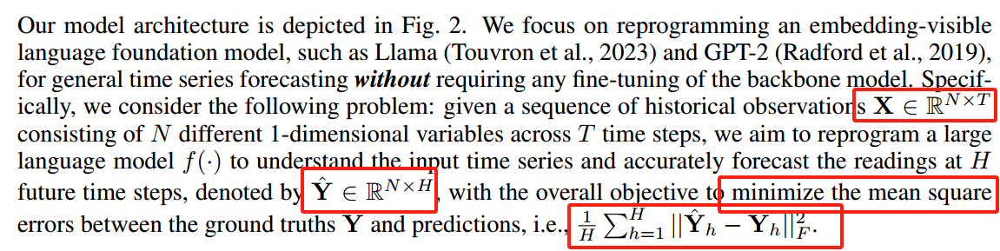 Our model architecture is depicted in Fig. 2. We focus on reprogramming an embedding-visible
language foundation model, such as Llama (Touvron et al., 2023) and GPT-2 (Radford et al., 2019),
for general time series forecasting without requiring any fine-tuning of the backbone model. Specif-
ically, we consider the following problem: given a sequence of historical observations X ∈ ℝ^{N×T}
consisting of N different 1-dimensional variables across T time steps, we aim to reprogram a large
language model f(·) to understand the input time series and accurately forecast the readings at H
future time steps, denoted by Ŷ ∈ ℝ^{N×H}, with the overall objective to minimize the mean square
errors between the ground truths Y and predictions, i.e., \frac{1}{H} ∑_{h=1}^{H} ||Ŷ_h − Y_h||_F^2.